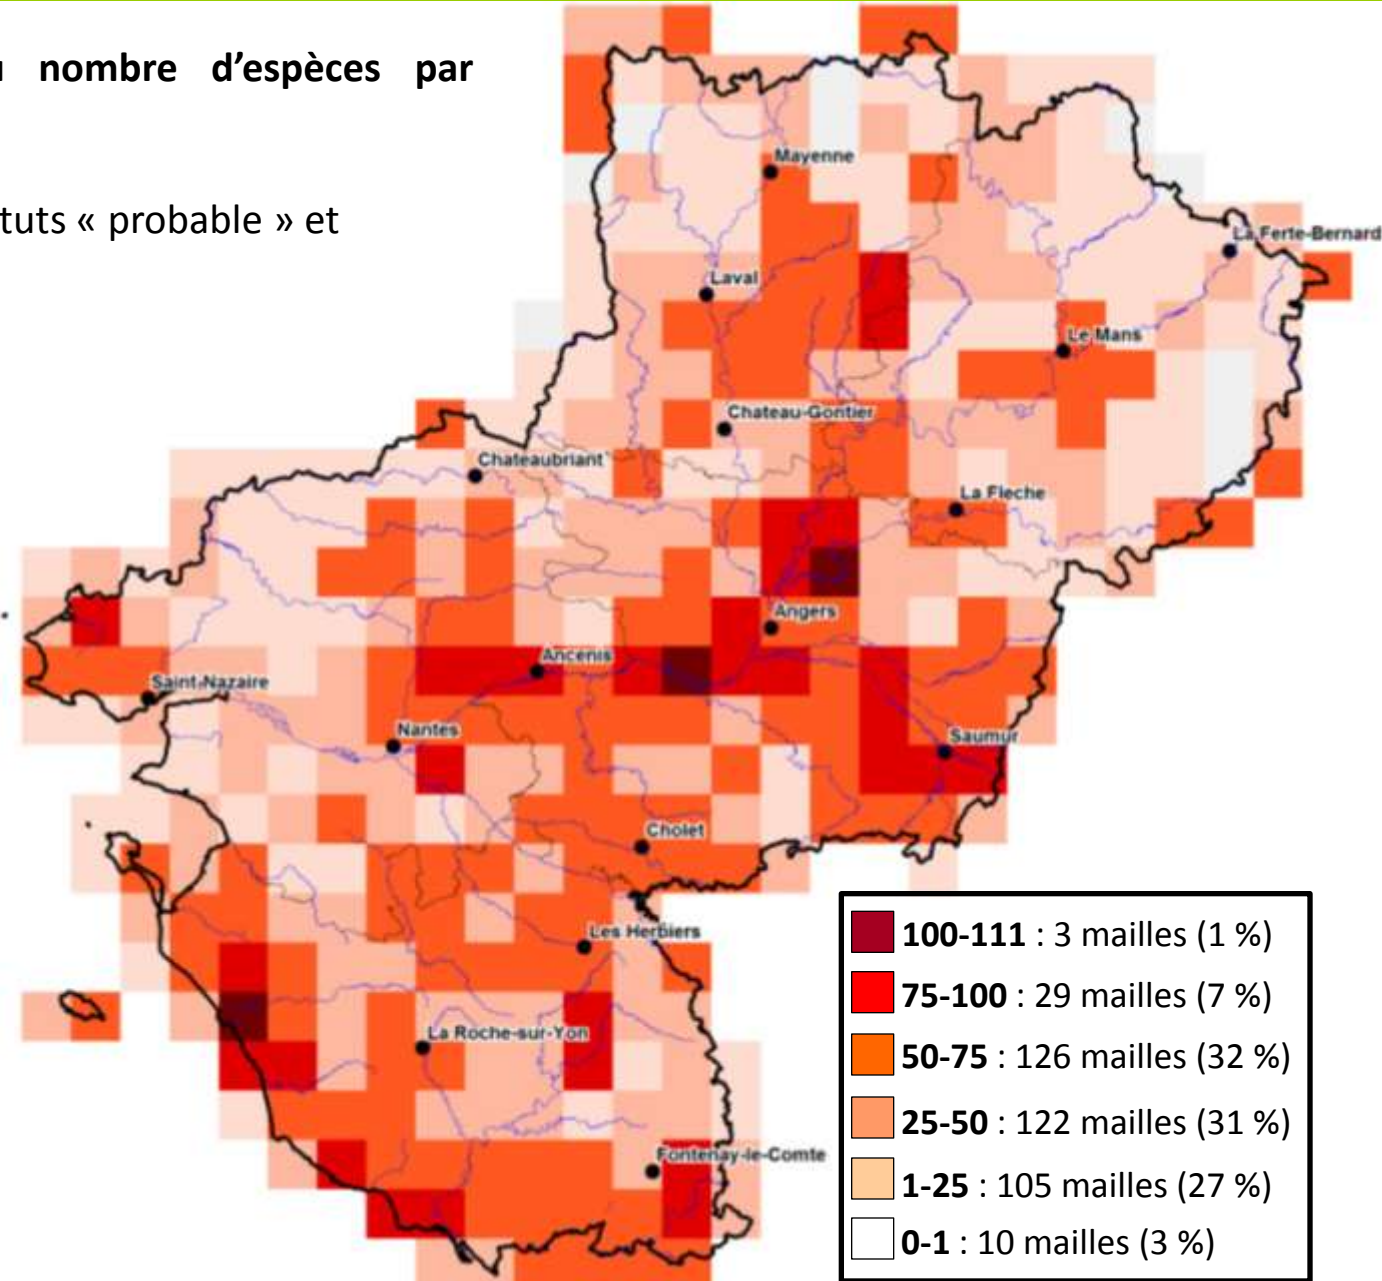 nombre d'espèces par
tuts « probable » et
Mayenne
La Ferte-Bernard
Laval
Le Mans
Chateau-Gontier
Chateaubriant
La Fleche
Angers
Ancenis
Saint-Nazaire
Nantes
Saumur
Cholet
Les Herbiers
La Roche-sur-Yon
Fontenay-le-Comte
100-111 : 3 mailles (1 %)
75-100 : 29 mailles (7 %)
50-75 : 126 mailles (32 %)
25-50 : 122 mailles (31 %)
1-25 : 105 mailles (27 %)
0-1 : 10 mailles (3 %)